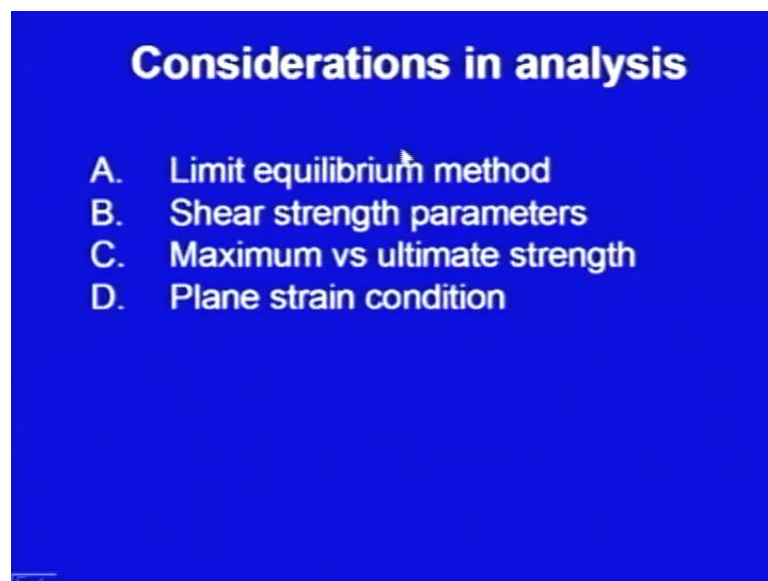 Considerations in analysis
A. Limit equilibrium method
B. Shear strength parameters
C. Maximum vs ultimate strength
D. Plane strain condition